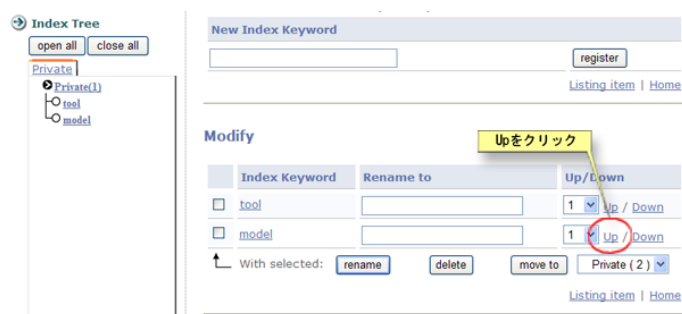 Index Tree
open all close all
Private
Private(1)
tool
model
New Index Keyword
register
Listing item | Home
Modify
Upをクリック
Index Keyword Rename to Up/Down
tool 1 Up / Down
model 1 Up / Down
With selected: rename delete move to Private ( 2 )
Listing item | Home